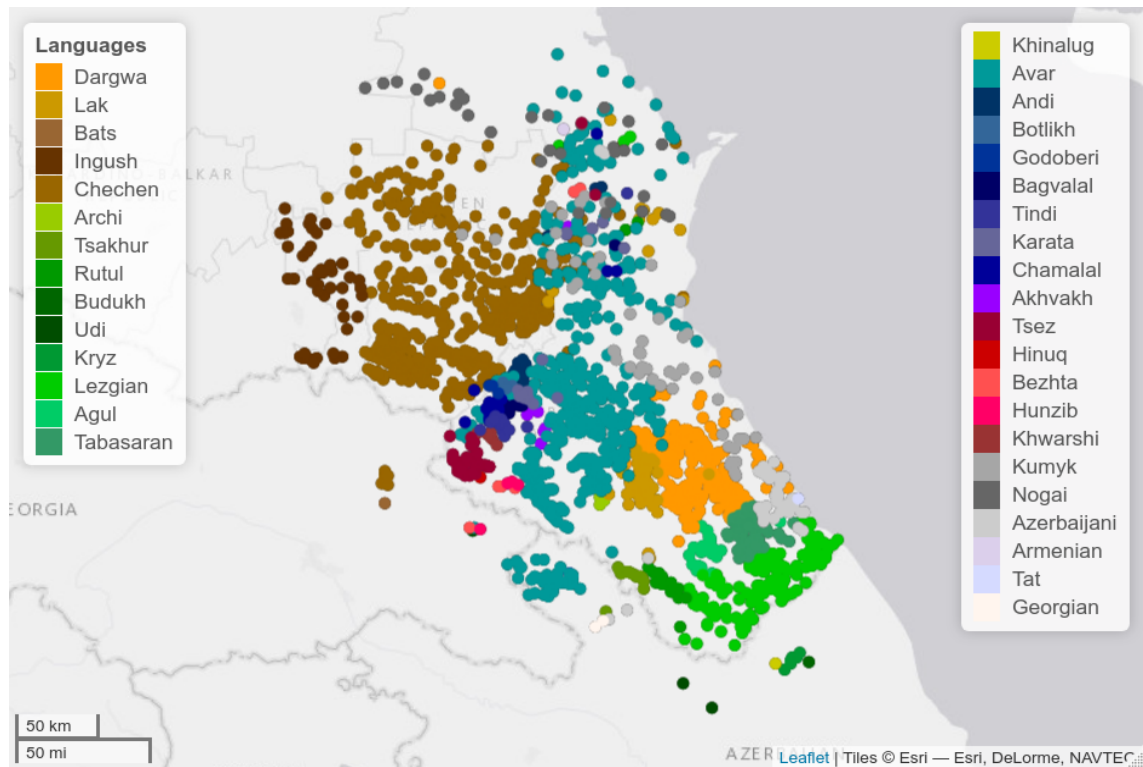 Languages
Dargwa
Lak
Bats
Ingush
Chechen
Archi
Tsakhur
Rutul
Budukh
Udi
Kryz
Lezgian
Agul
Tabasaran
Khinalug
Avar
Andi
Botlikh
Godoberi
Bagvalal
Tindi
Karata
Chamalal
Akhvakh
Tsez
Hinuq
Bezhta
Hunzib
Khwarshi
Kumyk
Nogai
Azerbaijani
Armenian
Tat
Georgian
BALKAR
EORGIA
50 km
50 mi
Leaflet | Tiles © Esri — Esri, DeLorme, NAVTEQ